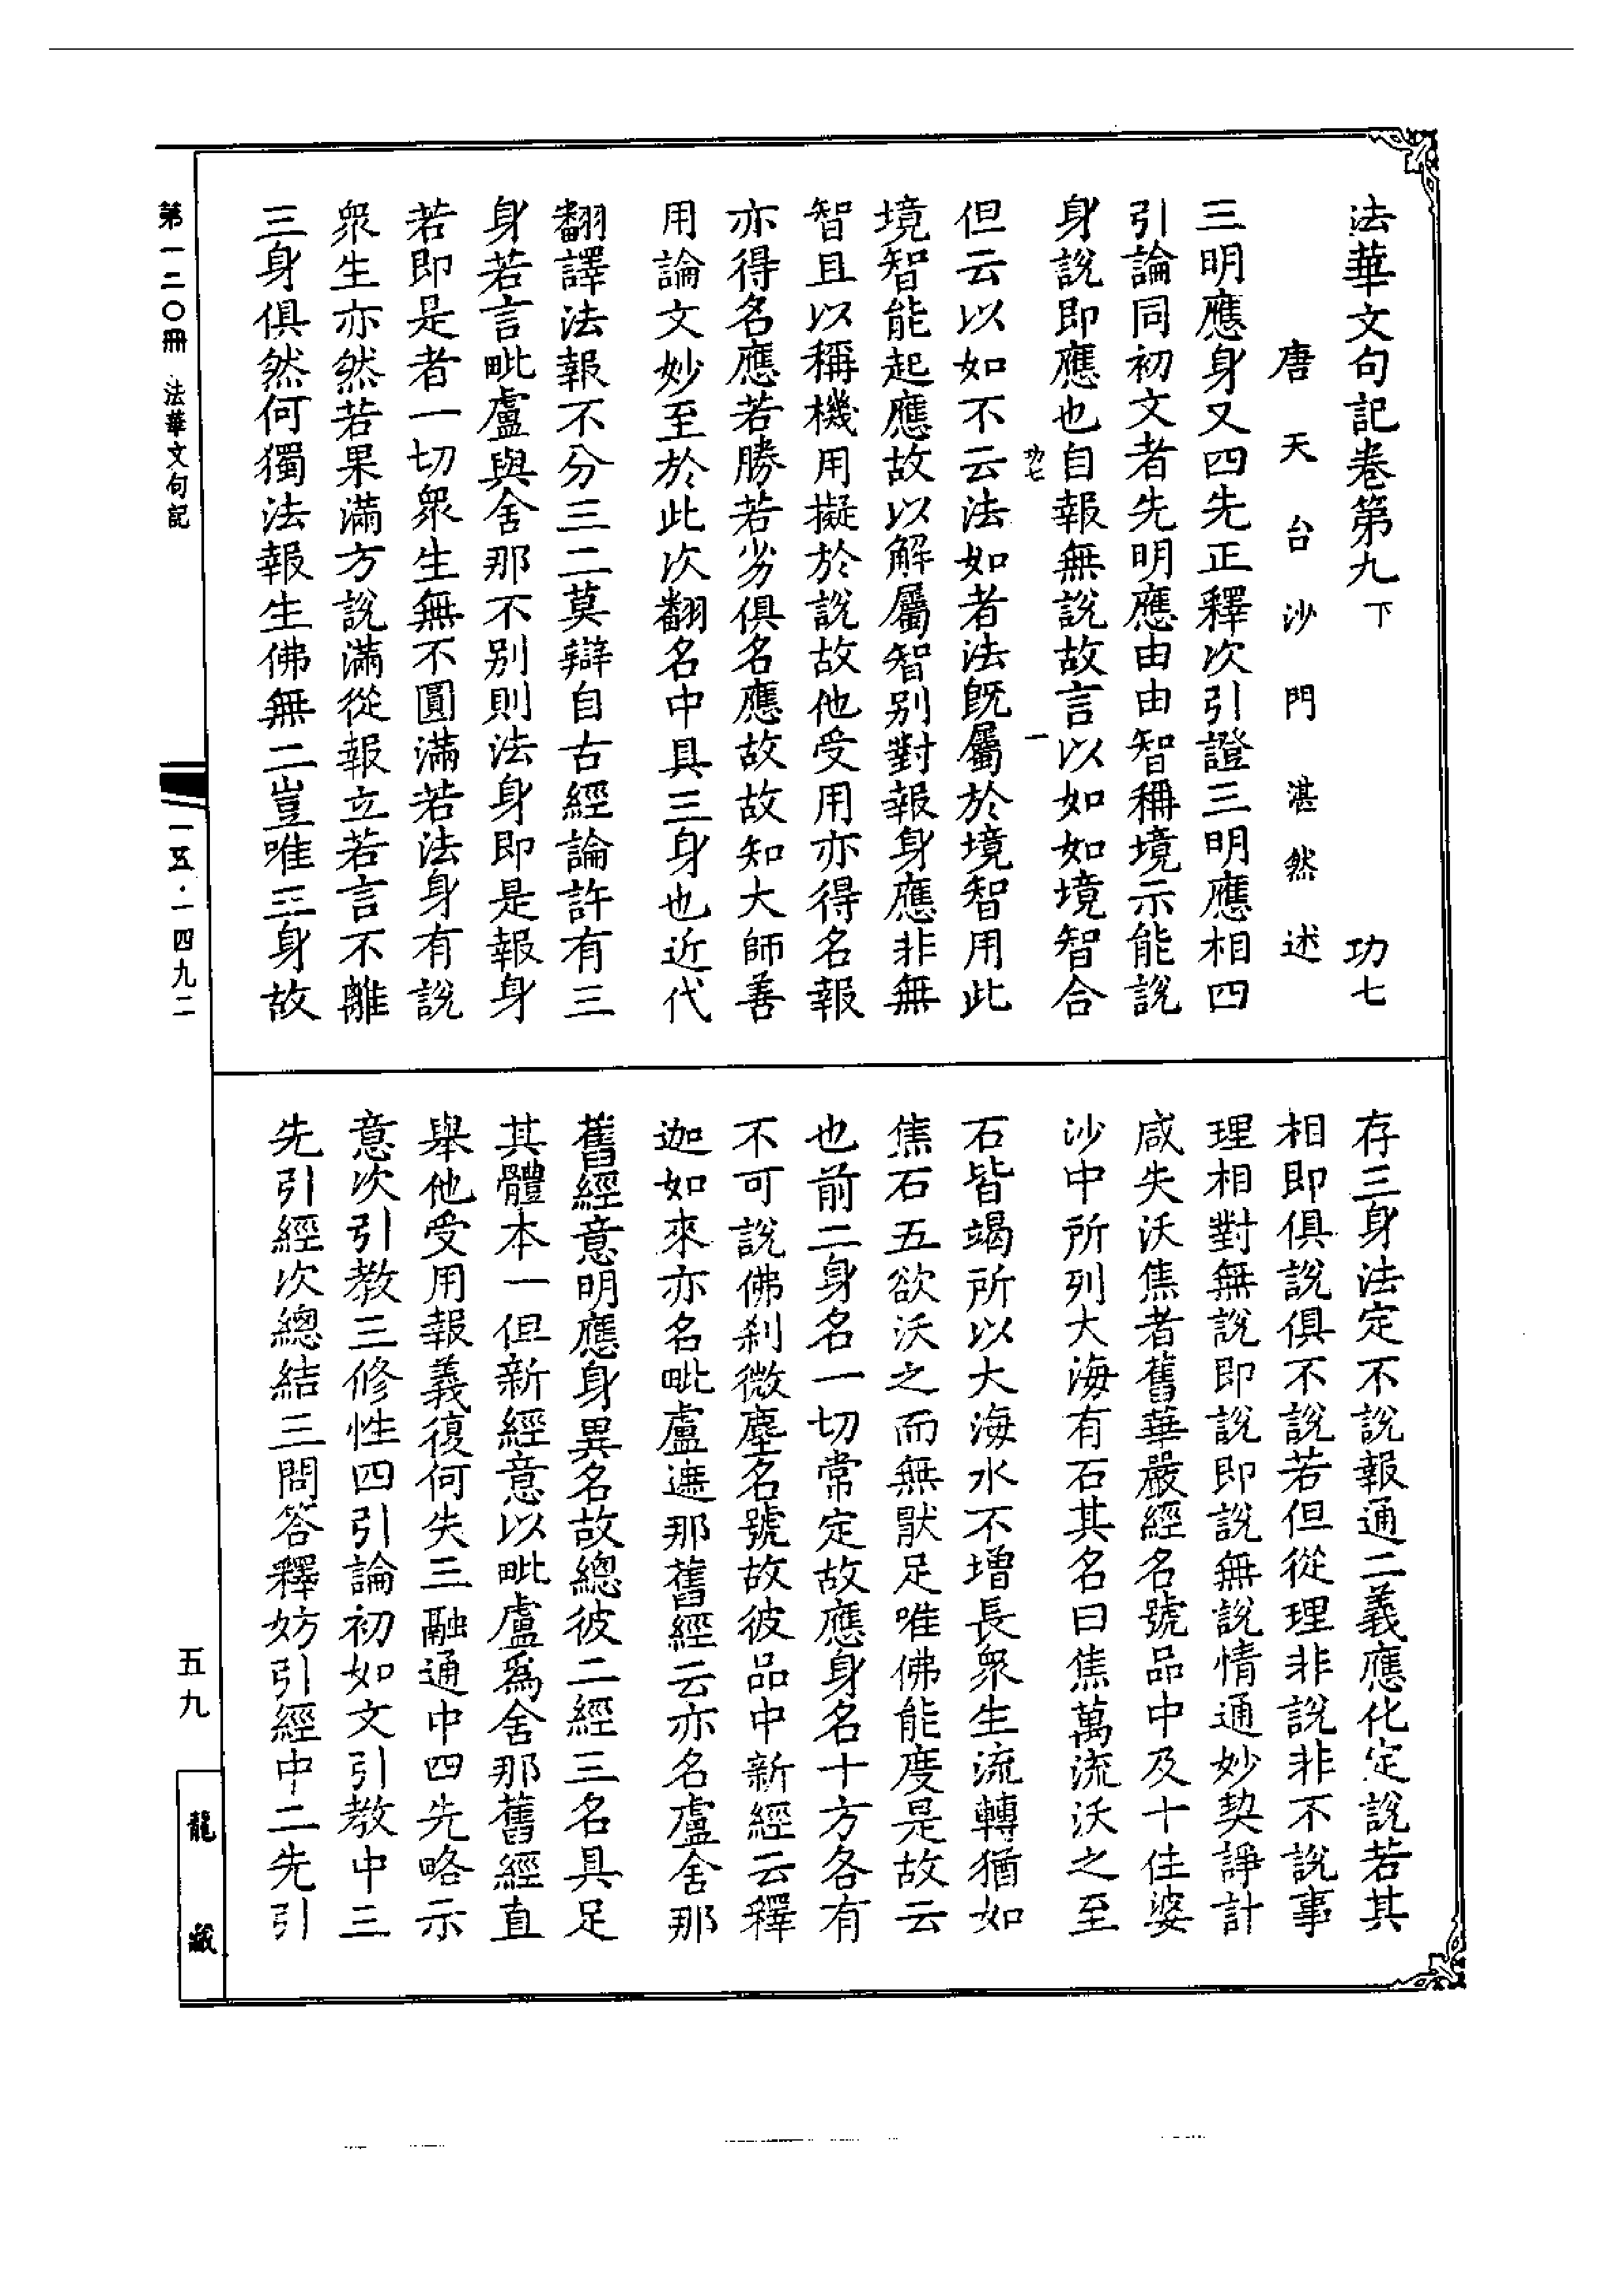 法華文句記卷第九下 功七
唐天台沙門湛然述
三明應身又四先正釋次引證三明應相四
引論同初文者先明應由由智稱境示能說
身說即應也自報無說故言以如如境智合
功七 一
但云以如不云法如者法既屬於境智用此
境智能起應故以解屬智別對報身應非無
智且以稱機用擬於說故他受用亦得名報
亦得名應若勝若劣俱名應故故知大師善
用論文妙至於此次翻名中具三身也近代
翻譯法報不分三二莫辯自古經論許有三
身若言毗盧與舍那不別則法身即是報身
若即是者一切眾生無不圓滿若法身有說
眾生亦然若果滿方說滿從報立若言不離
三身俱然何獨法報生佛無二豈唯三身故
存三身法定不說報通二義應化定說若其
相即俱說俱不說若但從理非說非不說事
理相對無說即說即說無說情通妙契諍計
咸失沃焦者舊華嚴經名號品中及十住婆
沙中所列大海有石其名曰焦萬流沃之至
石皆竭所以大海水不增長眾生流轉猶如
焦石五欲沃之而無猒足唯佛能度是故云
也前二身名一切常定故應身名十方各有
不可說佛剎微塵名號故彼品中新經云釋
迦如來亦名毗盧遮那舊經云亦名盧舍那
舊經意明應身異名故總彼二經三名具足
其體本一但新經意以毗盧爲舍那舊經直
舉他受用報義復何失三融通中四先略示
意次引教三修性四引論初如文引教中三
先引經次總結三問答釋妨引經中二先引
第一二〇冊 法華文句記
一五·一四九二
五九
龍藏